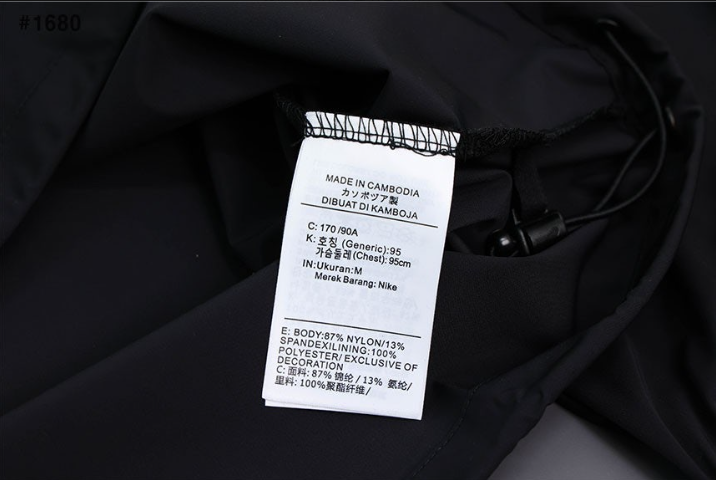 #1680
MADE IN CAMBODIA
カソボヅア製
DIBUAT DI KAMBOJA
C: 170 /90A
K: 호칭 (Generic):95
가슴둘레(Chest): 95cm
IN:Ukuran:M
Merek Barang: Nike
E: BODY:87% NYLON/13%
SPANDEXILINING:100%
POLYESTER/ EXCLUSIVE OF
DECORATION
C: 面料: 87% 锦纶 / 13% 氨纶/
里料: 100%聚酯纤维/